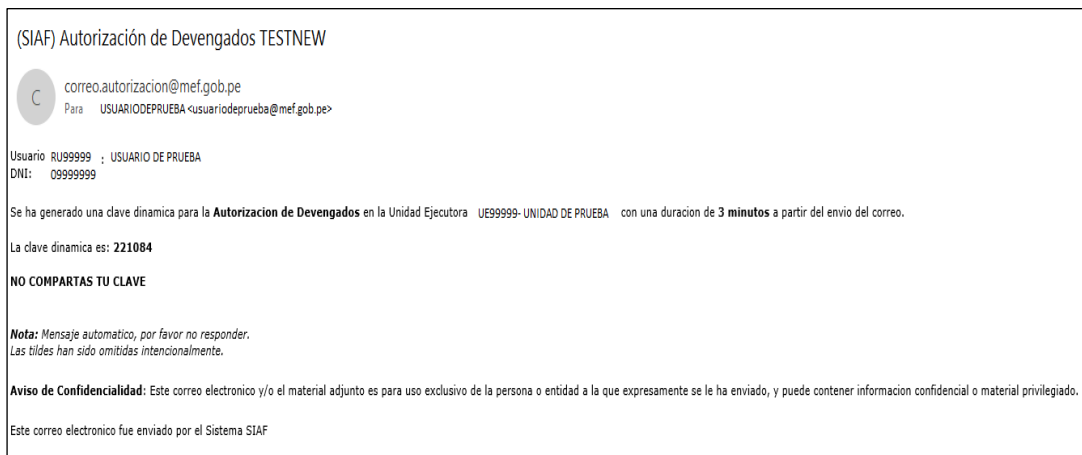 (SIAF) Autorización de Devengados TESTNEW
C
correo.autorizacion@mef.gob.pe
Para USUARIODEPRUEBA <usuariodeprueba@mef.gob.pe>
Usuario RU99999 : USUARIO DE PRUEBA
DNI: 09999999
Se ha generado una clave dinamica para la Autorizacion de Devengados en la Unidad Ejecutora UE99999- UNIDAD DE PRUEBA con una duracion de 3 minutos a partir del envio del correo.
La clave dinamica es: 221084
NO COMPARTAS TU CLAVE
Nota: Mensaje automatico, por favor no responder.
Las tildes han sido omitidas intencionalmente.
Aviso de Confidencialidad: Este correo electronico y/o el material adjunto es para uso exclusivo de la persona o entidad a la que expresamente se le ha enviado, y puede contener informacion confidencial o material privilegiado.
Este correo electronico fue enviado por el Sistema SIAF